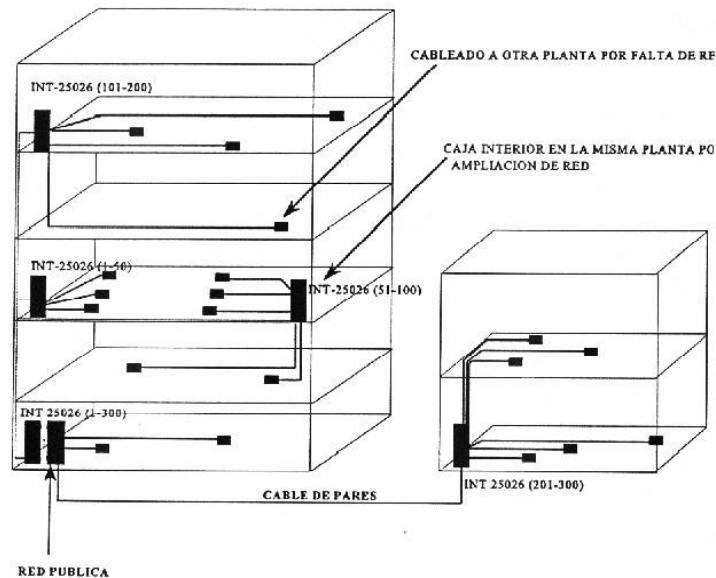 CABLEADO A OTRA PLANTA POR FALTA DE RE
INT-25026 (101-200)
CAJA INTERIOR EN LA MISMA PLANTA PO
AMPLIACION DE RED
INT-25026 (1-50)
INT-25026 (51-100)
INT 25026 (1-300)
CABLE DE PARES
INT 25026 (201-300)
RED PUBLICA